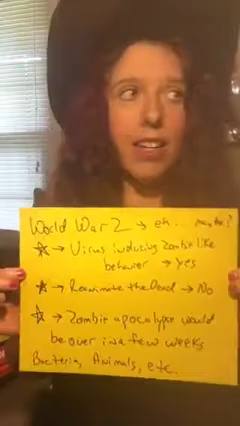 World War Z → eh... maybe?
☆ → Virus inducing Zombie like
behavior → yes
☆ → Reanimate the Dead → No
☆ → Zombie apocalypse would
be over in a few weeks
Bacteria, Animals, etc.